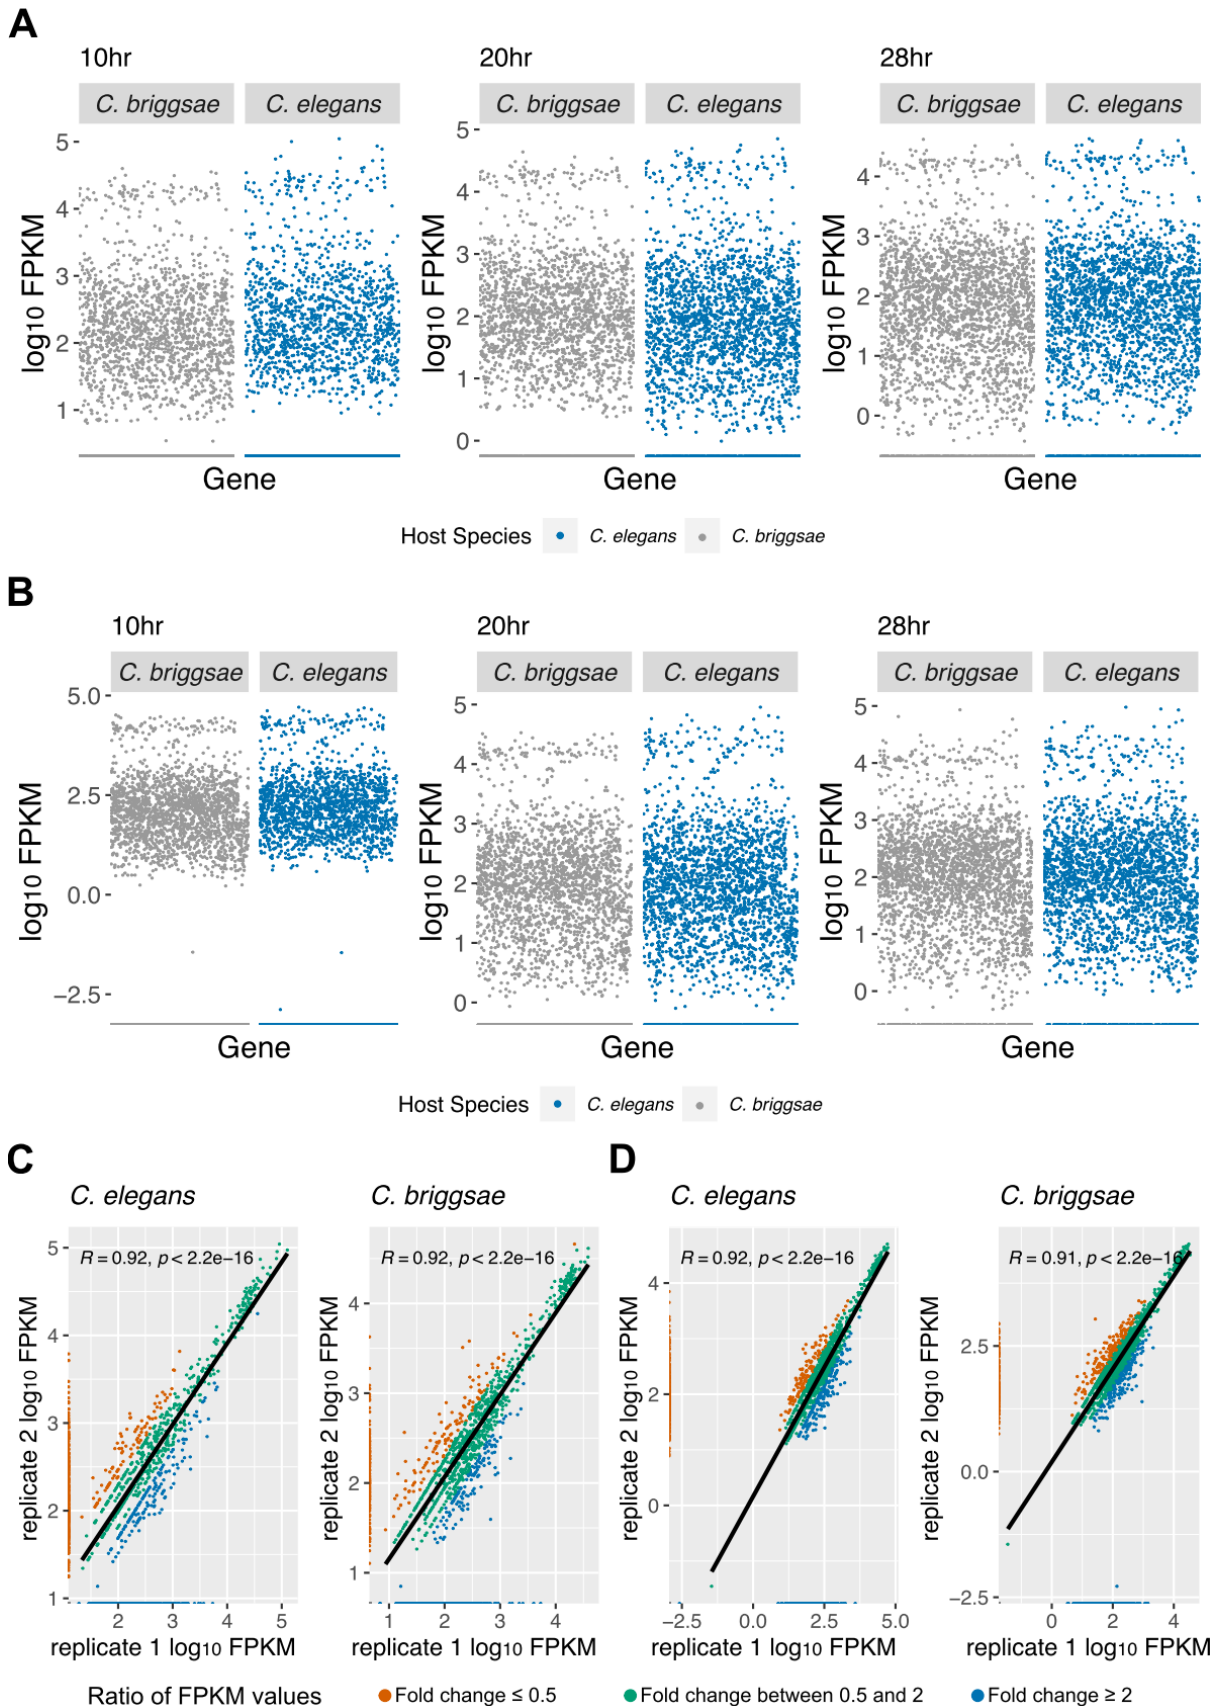 A
10hr
20hr
28hr
C. briggsae
C. elegans
C. briggsae
C. elegans
C. briggsae
C. elegans
log10 FPKM
5
4
3
2
1
log10 FPKM
5
4
3
2
1
0
log10 FPKM
4
3
2
1
0
Gene
Gene
Gene
Host Species
C. elegans
C. briggsae
B
10hr
20hr
28hr
C. briggsae
C. elegans
C. briggsae
C. elegans
C. briggsae
C. elegans
log10 FPKM
5.0
2.5
0.0
−2.5
log10 FPKM
5
4
3
2
1
0
log10 FPKM
5
4
3
2
1
0
Gene
Gene
Gene
Host Species
C. elegans
C. briggsae
C
C. elegans
R = 0.92, p < 2.2e−16
replicate 2 log10 FPKM
5
4
3
2
1
2 3 4 5
replicate 1 log10 FPKM
C. briggsae
R = 0.92, p < 2.2e−16
replicate 2 log10 FPKM
4
3
2
1
1 2 3 4
replicate 1 log10 FPKM
D
C. elegans
R = 0.92, p < 2.2e−16
replicate 2 log10 FPKM
4
2
0
−2.5 0.0 2.5 5.0
replicate 1 log10 FPKM
C. briggsae
R = 0.91, p < 2.2e−16
replicate 2 log10 FPKM
2.5
0.0
−2.5
0 2 4
replicate 1 log10 FPKM
Ratio of FPKM values
Fold change ≤ 0.5
Fold change between 0.5 and 2
Fold change ≥ 2